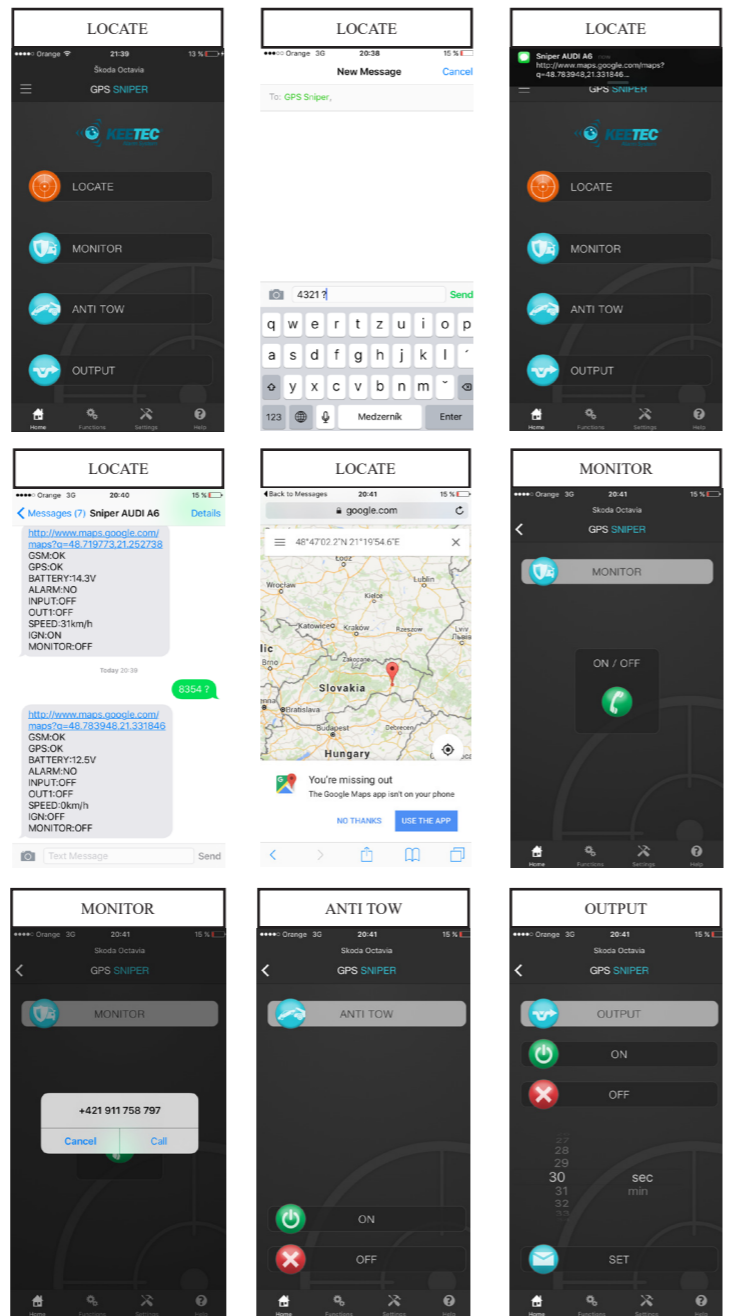 LOCATE
Orange 21:39 13 %
Škoda Octavia
GPS SNIPER
KEETEC
LOCATE
MONITOR
ANTI TOW
OUTPUT
Home Functions Settings Help
LOCATE
Orange 3G 20:38 15 %
New Message Cancel
To: GPS Sniper,
4321 ? Send
q w e r t z u i o p
a s d f g h j k l ´
y x c v b n m ˇ
123 Medzerník Enter
LOCATE
Sniper AUDI A6 now
http://www.maps.google.com/maps?
q=48.783948,21.331846...
GPS SNIPER
KEETEC
LOCATE
MONITOR
ANTI TOW
OUTPUT
Home Functions Settings Help
LOCATE
Orange 3G 20:40 15 %
Messages (7) Sniper AUDI A6 Details
http://www.maps.google.com/
maps?q=48.719773,21.252738
GSM:OK
GPS:OK
BATTERY:14.3V
ALARM:NO
INPUT:OFF
OUT1:OFF
SPEED:31km/h
IGN:ON
MONITOR:OFF
Today 20:39
8354 ?
http://www.maps.google.com/
maps?q=48.783948,21.331846
GSM:OK
GPS:OK
BATTERY:12.5V
ALARM:NO
INPUT:OFF
OUT1:OFF
SPEED:0km/h
IGN:OFF
MONITOR:OFF
Text Message Send
LOCATE
Back to Messages 20:41 15 %
google.com
48°47'02.2"N 21°19'54.6"E
Łódź
Wrocław Lublin
Kielce
Katowice Kraków Rzeszow Lviv
Brno Zakopane
Slovakia
Bratislava
Budapest Debrecen
Hungary
You're missing out
The Google Maps app isn't on your phone
NO THANKS USE THE APP
MONITOR
Orange 3G 20:41 15 %
Skoda Octavia
GPS SNIPER
MONITOR
ON / OFF
Home Functions Settings Help
MONITOR
Orange 3G 20:41 15 %
Skoda Octavia
GPS SNIPER
MONITOR
+421 911 758 797
Cancel Call
Home Functions Settings Help
ANTI TOW
Orange 3G 20:41 15 %
Skoda Octavia
GPS SNIPER
ANTI TOW
ON
OFF
Home Functions Settings Help
OUTPUT
Orange 3G 20:41 15 %
Skoda Octavia
GPS SNIPER
OUTPUT
ON
OFF
27
28
29
30 sec
31 min
32
33
SET
Home Functions Settings Help